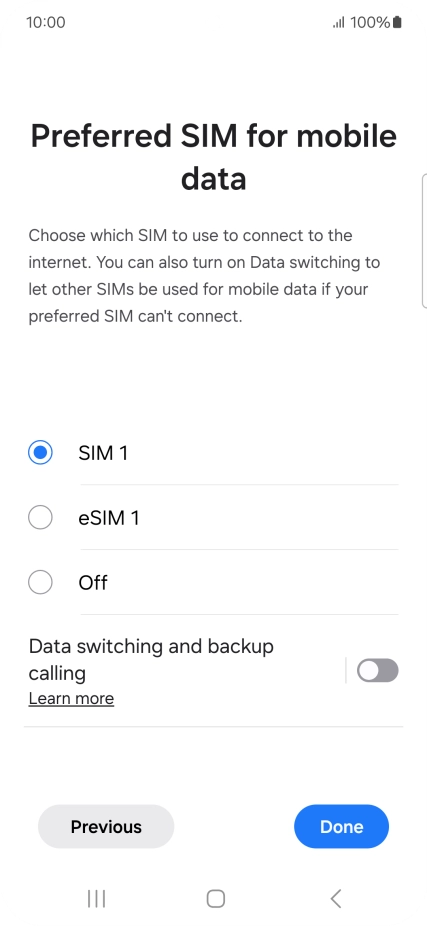 10:00 100%
Preferred SIM for mobile
data
Choose which SIM to use to connect to the
internet. You can also turn on Data switching to
let other SIMs be used for mobile data if your
preferred SIM can't connect.
SIM 1
eSIM 1
Off
Data switching and backup
calling
Learn more
Previous Done